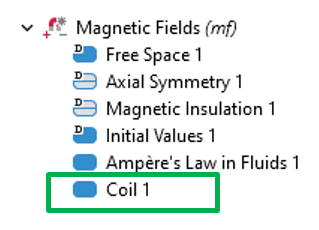 Magnetic Fields (mf)
D Free Space 1
D Axial Symmetry 1
D Magnetic Insulation 1
D Initial Values 1
Ampère's Law in Fluids 1
Coil 1